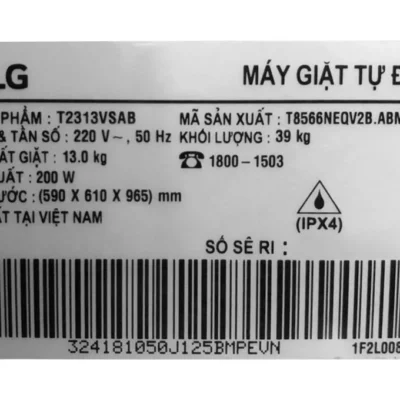 LG MÁY GIẶT TỰ Đ
PHẨM : T2313VSAB MÃ SẢN XUẤT : T8566NEQV2B.ABM
& TẦN SỐ : 220 V~, 50 Hz KHỐI LƯỢNG : 39 kg
ẤT GIẶT : 13.0 kg ☎ 1800-1503
UẤT : 200 W
ƯỚC : (590 X 610 X 965) mm
ẤT TẠI VIỆT NAM
(IPX4)
SỐ SÊ RI :
324181050J125BMPEVN 1F2L008